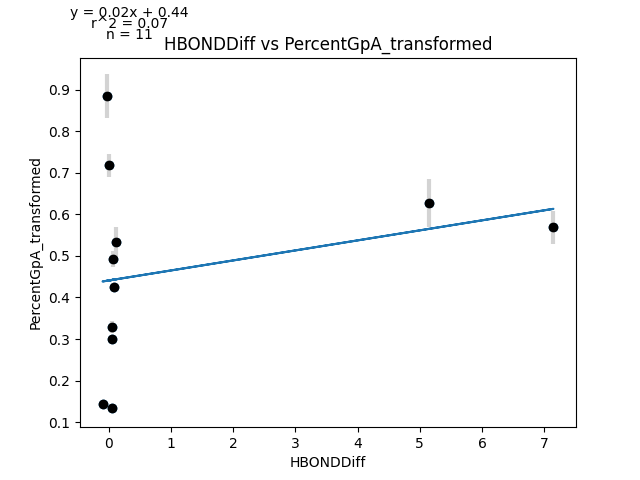 y = 0.02x + 0.44
r^2 = 0.07
n = 11
HBONDDiff vs PercentGpA_transformed
PercentGpA_transformed
0.9
0.8
0.7
0.6
0.5
0.4
0.3
0.2
0.1
0 1 2 3 4 5 6 7
HBONDDiff